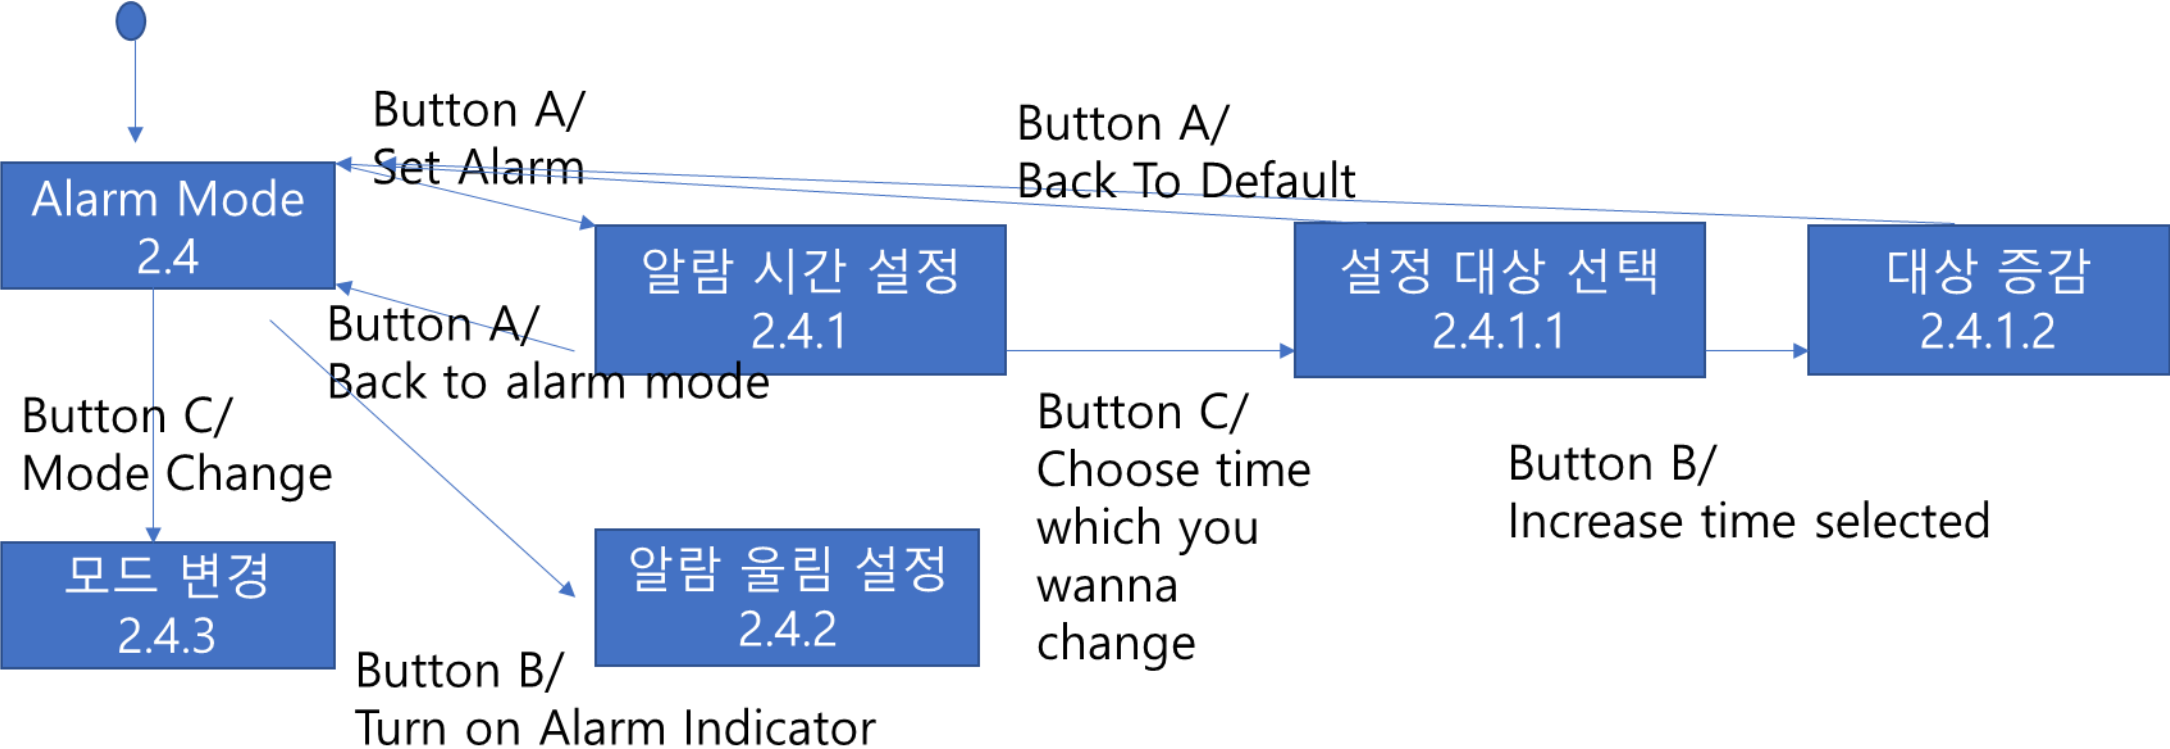 Button A/
Set Alarm
Button A/
Back To Default
Alarm Mode
2.4
알람 시간 설정
2.4.1
설정 대상 선택
2.4.1.1
대상 증감
2.4.1.2
Button A/
Back to alarm mode
Button C/
Mode Change
Button C/
Choose time
which you
wanna
change
Button B/
Increase time selected
모드 변경
2.4.3
알람 울림 설정
2.4.2
Button B/
Turn on Alarm Indicator